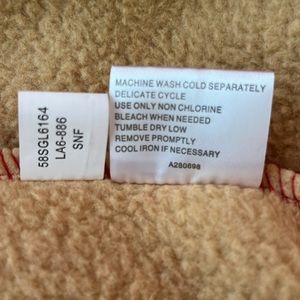 58SGL6164
LA6-886
SNF
MACHINE WASH COLD SEPARATELY
DELICATE CYCLE
USE ONLY NON CHLORINE
BLEACH WHEN NEEDED
TUMBLE DRY LOW
REMOVE PROMPTLY
COOL IRON IF NECESSARY
A280698